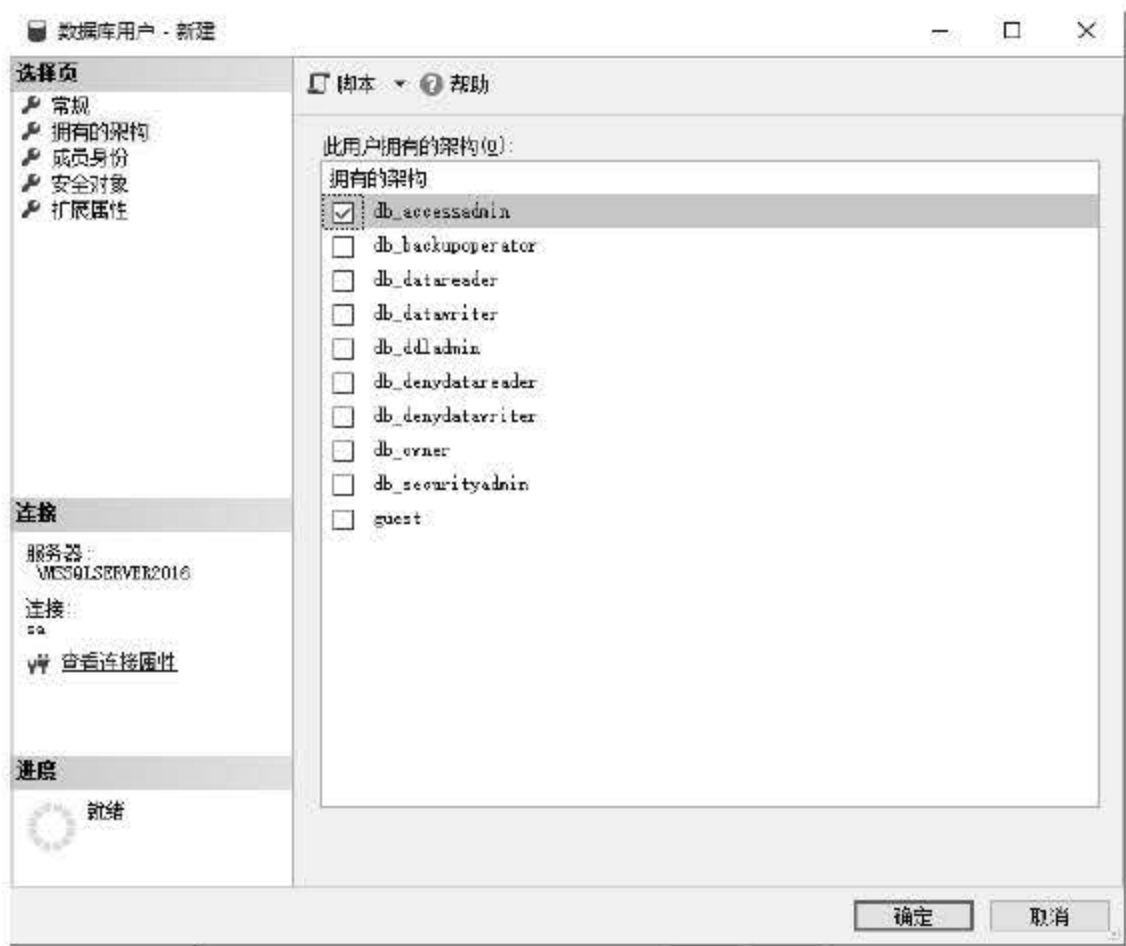 数据库用户 - 新建
选择页
常规
拥有的架构
成员身份
安全对象
扩展属性
脚本 帮助
此用户拥有的架构(O):
拥有的架构
db_accessadmin
db_backupoperator
db_datareader
db_datawriter
db_ddladmin
db_denydatareader
db_denydatawriter
db_owner
db_securityadmin
guest
连接
服务器:
\MSSQLSERVER2016
连接:
sa
查看连接属性
进度
就绪
确定 取消